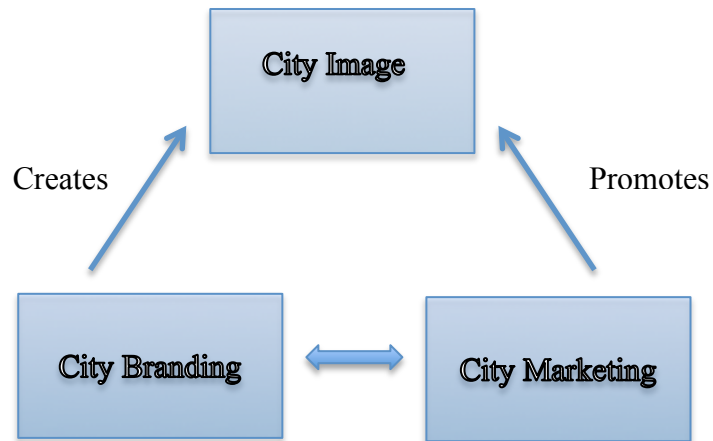 City Image
Creates
Promotes
City Branding
City Marketing